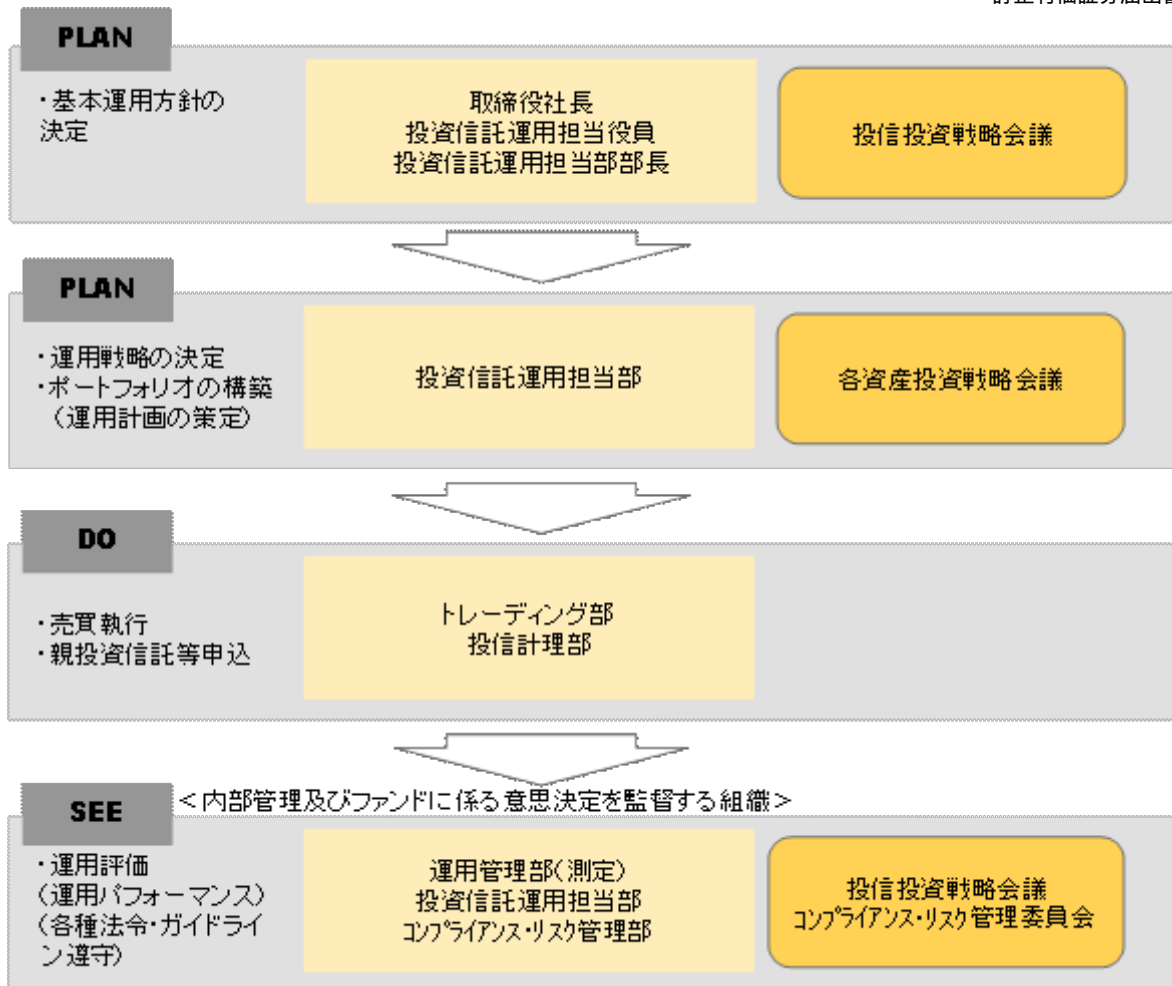 PLAN
・基本運用方針の
決定
取締役社長
投資信託運用担当役員
投資信託運用担当部部長
投信投資戦略会議
PLAN
・運用戦略の決定
・ポートフォリオの構築
（運用計画の策定）
投資信託運用担当部
各資産投資戦略会議
DO
・売買執行
・親投資信託等申込
トレーディング部
投信計理部
SEE
＜内部管理及びファンドに係る意思決定を監督する組織＞
・運用評価
（運用パフォーマンス）
（各種法令・ガイドライ
ン遵守）
運用管理部（測定）
投資信託運用担当部
ｺﾝﾌﾟﾗｲｱﾝｽ・ﾘｽｸ管理部
投信投資戦略会議
ｺﾝﾌﾟﾗｲｱﾝｽ・ﾘｽｸ管理委員会